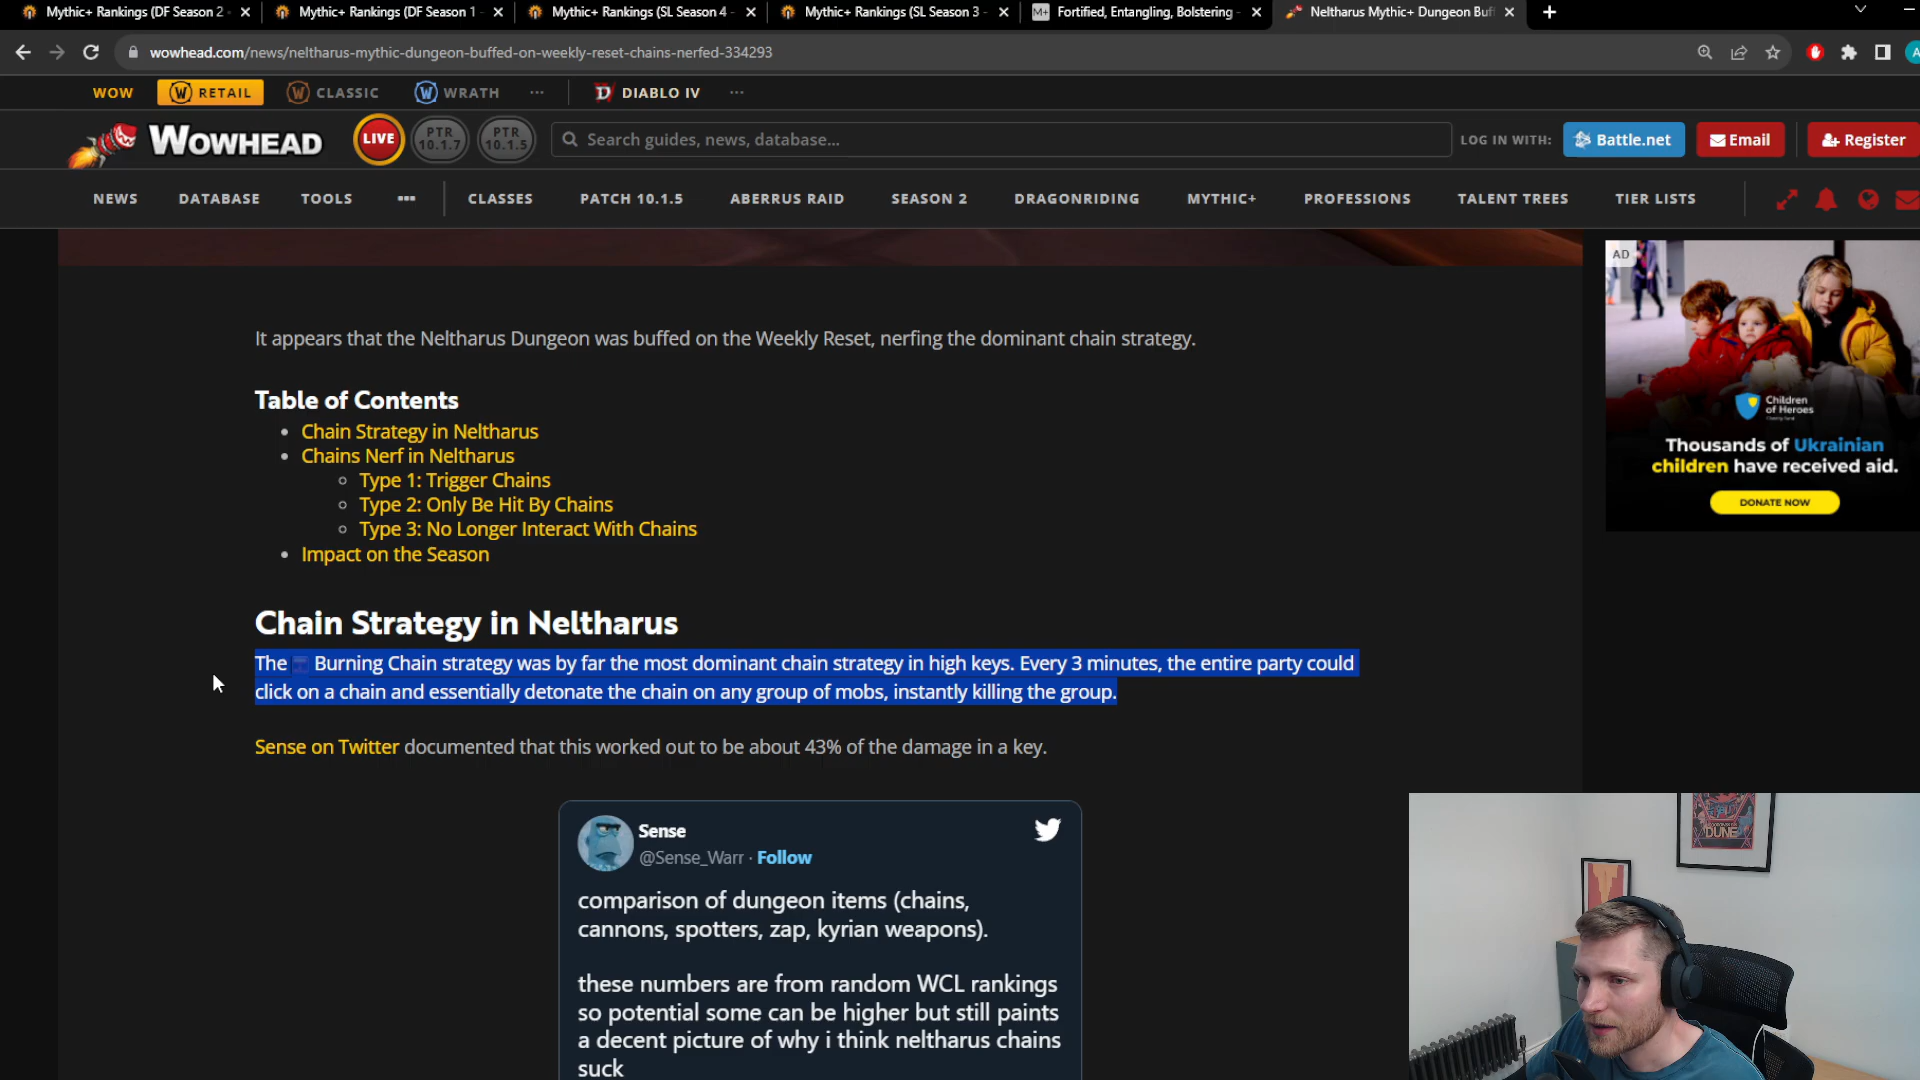 Mythic+ Rankings (DF Season 2 -
Mythic+ Rankings (DF Season 1 -
Mythic+ Rankings (SL Season 4 -
Mythic+ Rankings (SL Season 3 -
M+ Fortified, Entangling, Bolstering -
Neltharus Mythic+ Dungeon Buff
wowhead.com/news/neltharus-mythic-dungeon-buffed-on-weekly-reset-chains-nerfed-334293
A
WOW
RETAIL
CLASSIC
WRATH
DIABLO IV
WOWHEAD
LIVE
PTR 10.1.7
PTR 10.1.5
Search guides, news, database...
LOG IN WITH:
Battle.net
Email
Register
NEWS
DATABASE
TOOLS
CLASSES
PATCH 10.1.5
ABERRUS RAID
SEASON 2
DRAGONRIDING
MYTHIC+
PROFESSIONS
TALENT TREES
TIER LISTS
It appears that the Neltharus Dungeon was buffed on the Weekly Reset, nerfing the dominant chain strategy.
Table of Contents
Chain Strategy in Neltharus
Chains Nerf in Neltharus
Type 1: Trigger Chains
Type 2: Only Be Hit By Chains
Type 3: No Longer Interact With Chains
Impact on the Season
Chain Strategy in Neltharus
The Burning Chain strategy was by far the most dominant chain strategy in high keys. Every 3 minutes, the entire party could
click on a chain and essentially detonate the chain on any group of mobs, instantly killing the group.
Sense on Twitter documented that this worked out to be about 43% of the damage in a key.
Sense
@Sense_Warr · Follow
comparison of dungeon items (chains,
cannons, spotters, zap, kyrian weapons).
these numbers are from random WCL rankings
so potential some can be higher but still paints
a decent picture of why i think neltharus chains
suck
AD
Children
of Heroes
Thousands of Ukrainian
children have received aid.
DONATE NOW
DUNE